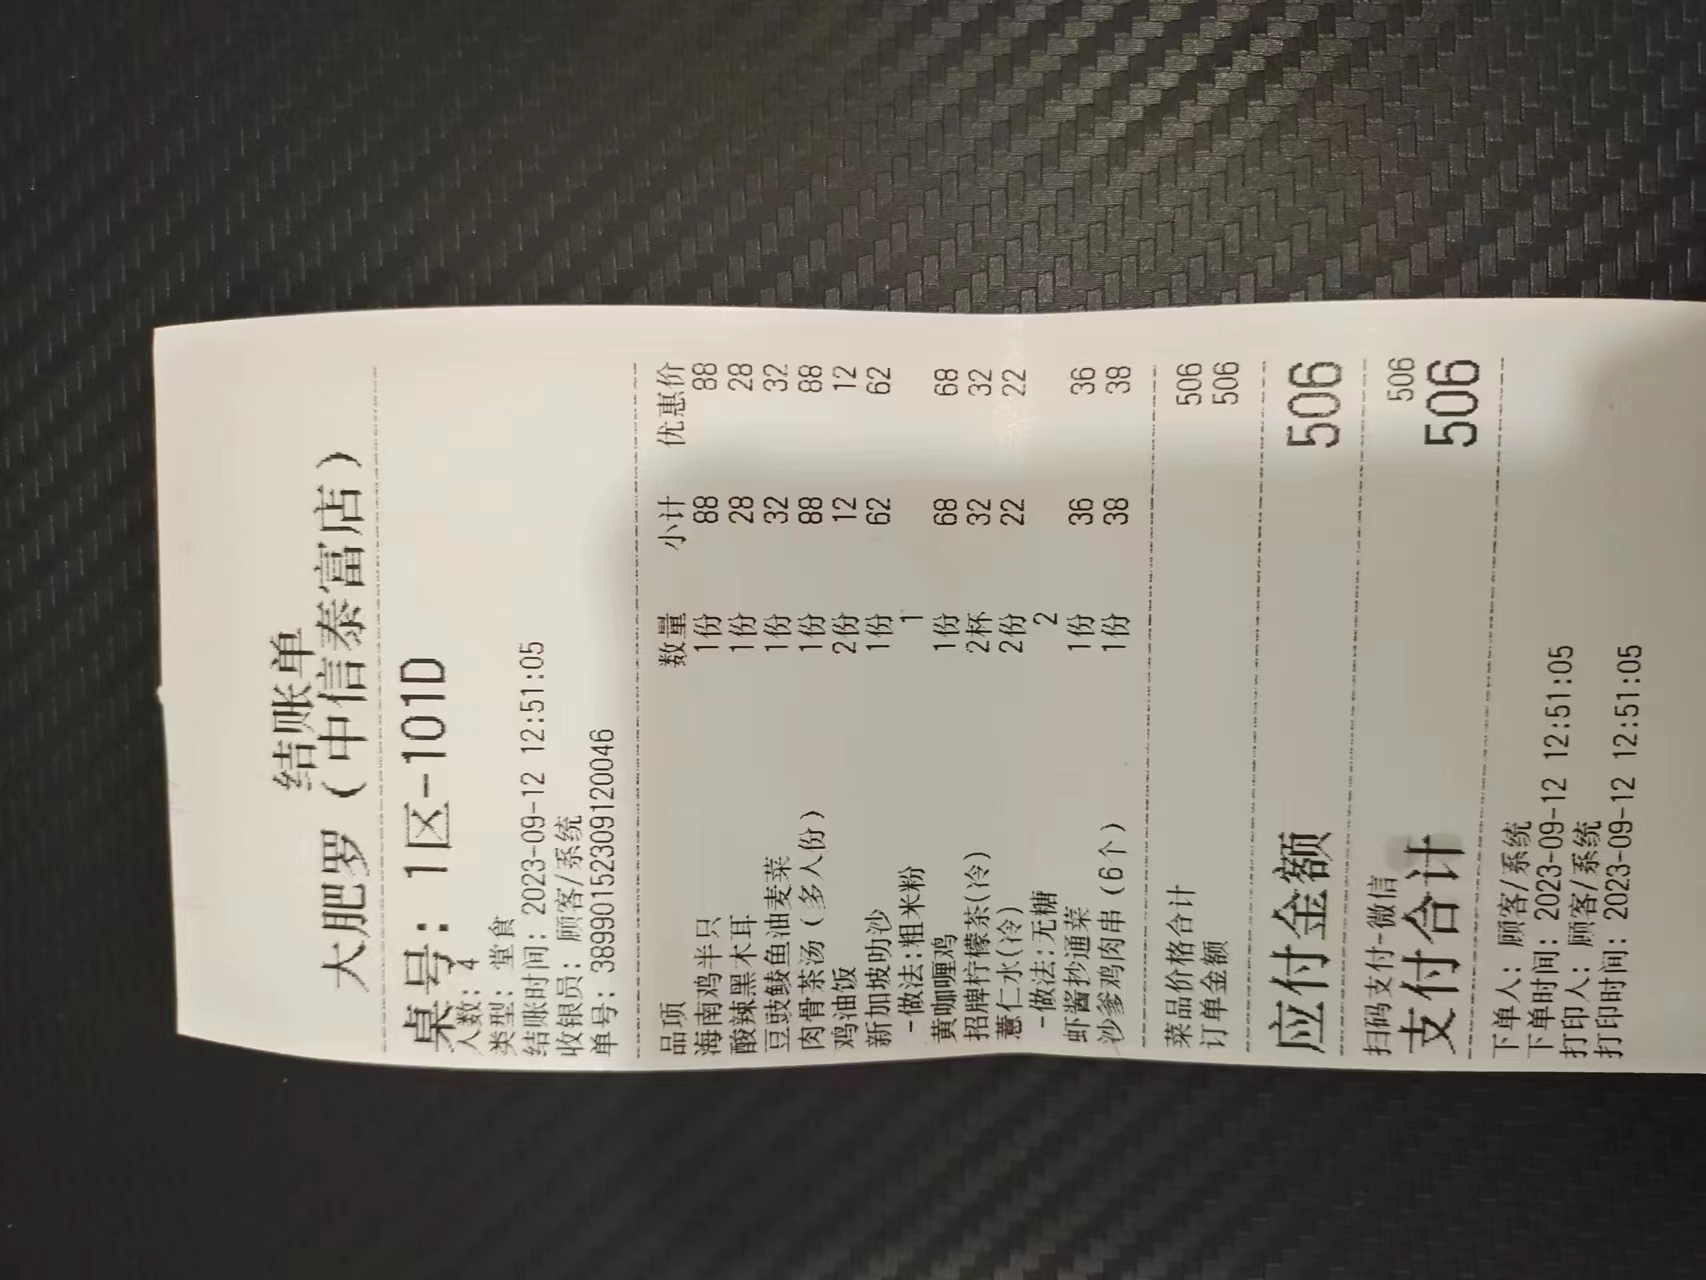 结账单
大肥罗（中信泰富店）
桌号：1区-101D
人数：4
类型：堂食
结账时间：2023-09-12 12:51:05
收银员：顾客/系统
单号：3899015230912​0046
品项 数量 小计 优惠价
海南鸡半只 1份 88 88
酸辣黑木耳 1份 28 28
豆豉鲮鱼油麦菜 1份 32 32
肉骨茶汤（多人份） 1份 88 88
鸡油饭 2份 12 12
新加坡叻沙 1份 62 62
-做法:粗米粉 1
黄咖喱鸡 1份 68 68
招牌柠檬茶(冷) 2杯 32 32
薏仁水(冷) 2份 22 22
-做法:无糖 2
虾酱抄通菜 1份 36 36
沙爹鸡肉串（6个） 1份 38 38
菜品价格合计 506
订单金额 506
应付金额 506
扫码支付-微信 506
支付合计 506
下单人：顾客/系统
下单时间：2023-09-12 12:51:05
打印人：顾客/系统
打印时间：2023-09-12 12:51:05